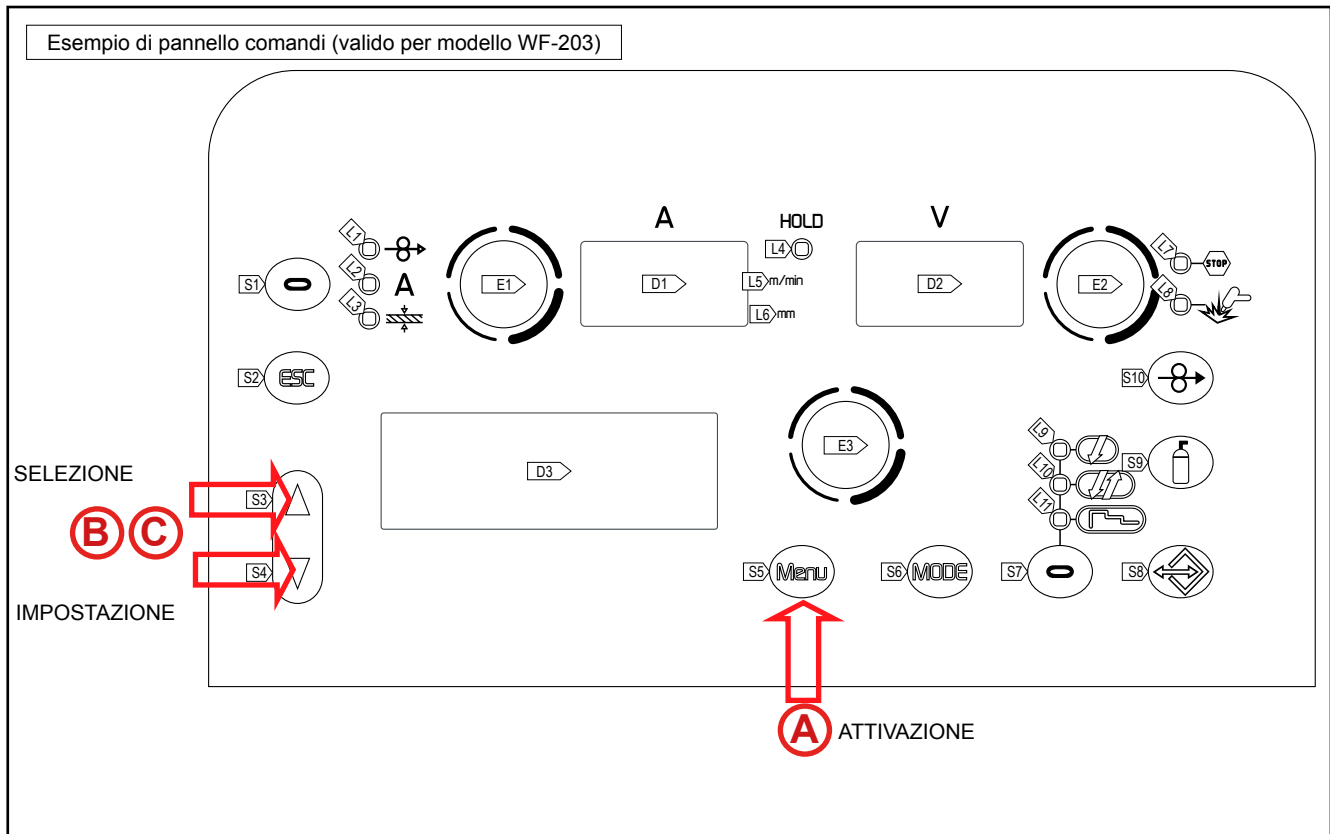 Esempio di pannello comandi (valido per modello WF-203)
A
HOLD
V
L1
L2
A
L3
S1
E1
D1
L4
L5 m/min
L6 mm
D2
E2
L7
STOP
L8
S2 ESC
S10
E3
D3
L9
L10
L11
S9
SELEZIONE
S3
B C
S4
IMPOSTAZIONE
S5 Menu
S6 MODE
S7
S8
A ATTIVAZIONE